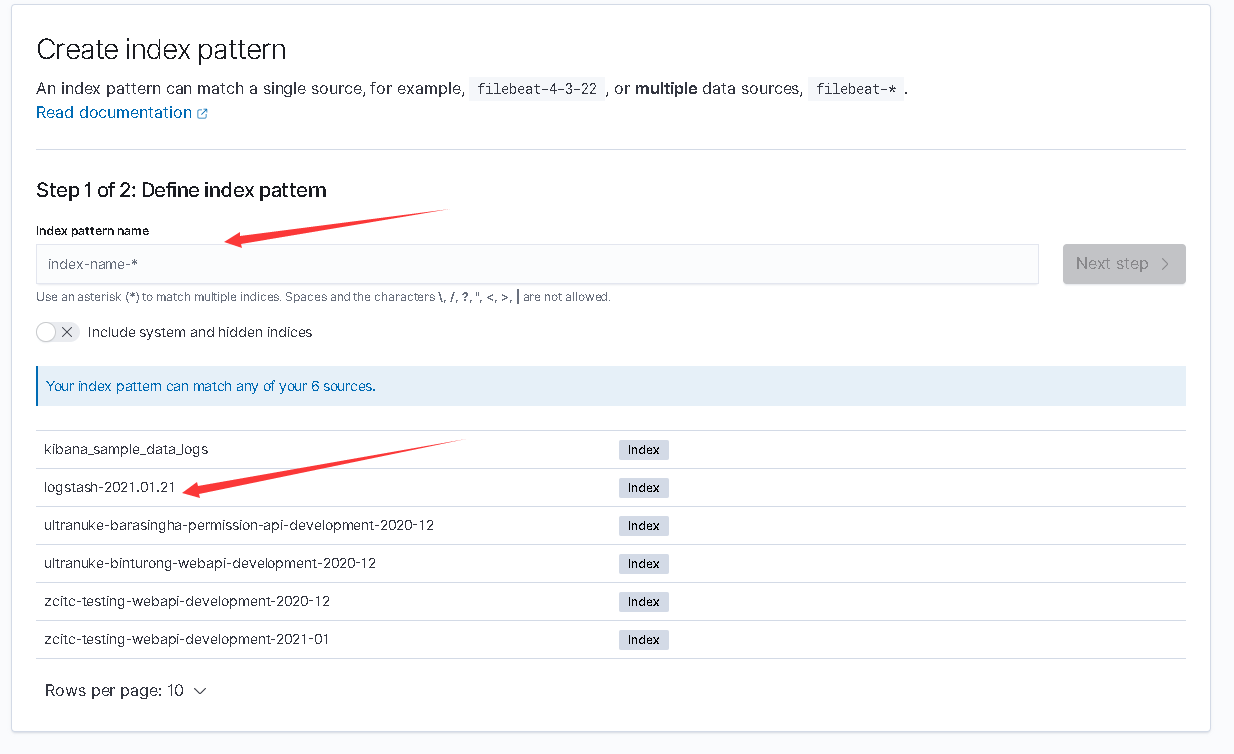 Create index pattern
An index pattern can match a single source, for example, filebeat-4-3-22 , or multiple data sources, filebeat-* .
Read documentation
Step 1 of 2: Define index pattern
Index pattern name
index-name-*
Next step
Use an asterisk (*) to match multiple indices. Spaces and the characters \, /, ?, ", <, >, | are not allowed.
Include system and hidden indices
Your index pattern can match any of your 6 sources.
kibana_sample_data_logs Index
logstash-2021.01.21 Index
ultranuke-barasingha-permission-api-development-2020-12 Index
ultranuke-binturong-webapi-development-2020-12 Index
zcitc-testing-webapi-development-2020-12 Index
zcitc-testing-webapi-development-2021-01 Index
Rows per page: 10